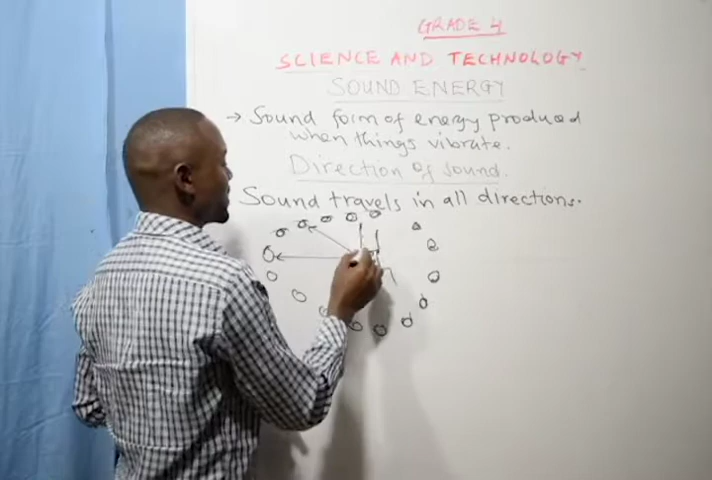 GRADE 4
SCIENCE AND TECHNOLOGY
SOUND ENERGY
→ Sound form of energy produced
when things vibrate.
Direction of sound.
Sound travels in all directions.